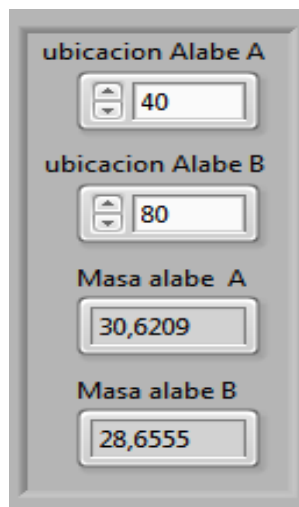 ubicacion Alabe A
40
ubicacion Alabe B
80
Masa alabe A
30,6209
Masa alabe B
28,6555